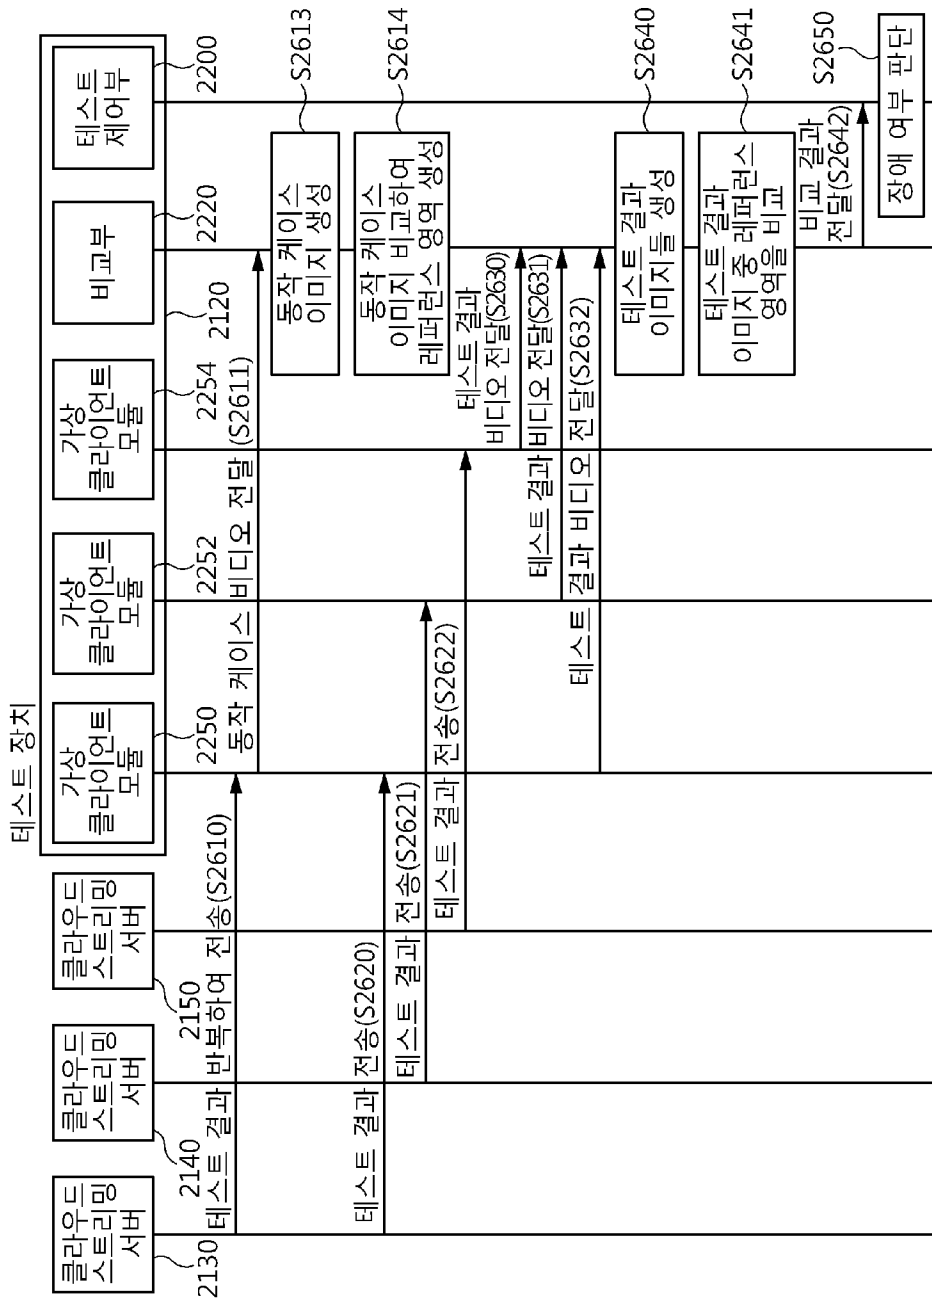 테스트 장치
클라우드
스트리밍
서버
2130
클라우드
스트리밍
서버
2140
클라우드
스트리밍
서버
2150
가상
클라이언트
모듈
2250
가상
클라이언트
모듈
2252
가상
클라이언트
모듈
2254
2120
비교부
2220
테스트
제어부
2200
테스트 결과 반복하여 전송(S2610)
동작 케이스 비디오 전달(S2611)
동작 케이스
이미지 생성
S2613
동작 케이스
이미지 비교하여
레퍼런스 영역 생성
S2614
테스트 결과 전송(S2620)
테스트 결과 전송(S2621)
테스트 결과 전송(S2622)
테스트 결과
비디오 전달(S2630)
테스트 결과 비디오 전달(S2631)
테스트 결과 비디오 전달(S2632)
테스트 결과
이미지들 생성
S2640
테스트 결과
이미지 중 레퍼런스
영역을 비교
S2641
비교 결과
전달(S2642)
장애 여부 판단
S2650